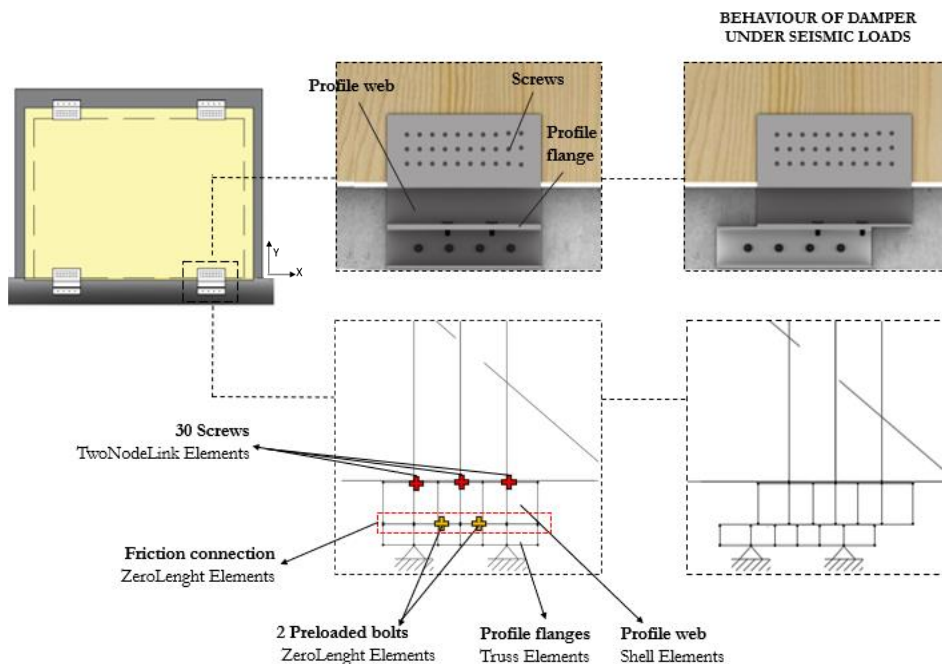 BEHAVIOUR OF DAMPER
UNDER SEISMIC LOADS
Profile web
Screws
Profile
flange
Y
X
30 Screws
TwoNodeLink Elements
Friction connection
ZeroLenght Elements
2 Preloaded bolts
ZeroLenght Elements
Profile flanges
Truss Elements
Profile web
Shell Elements